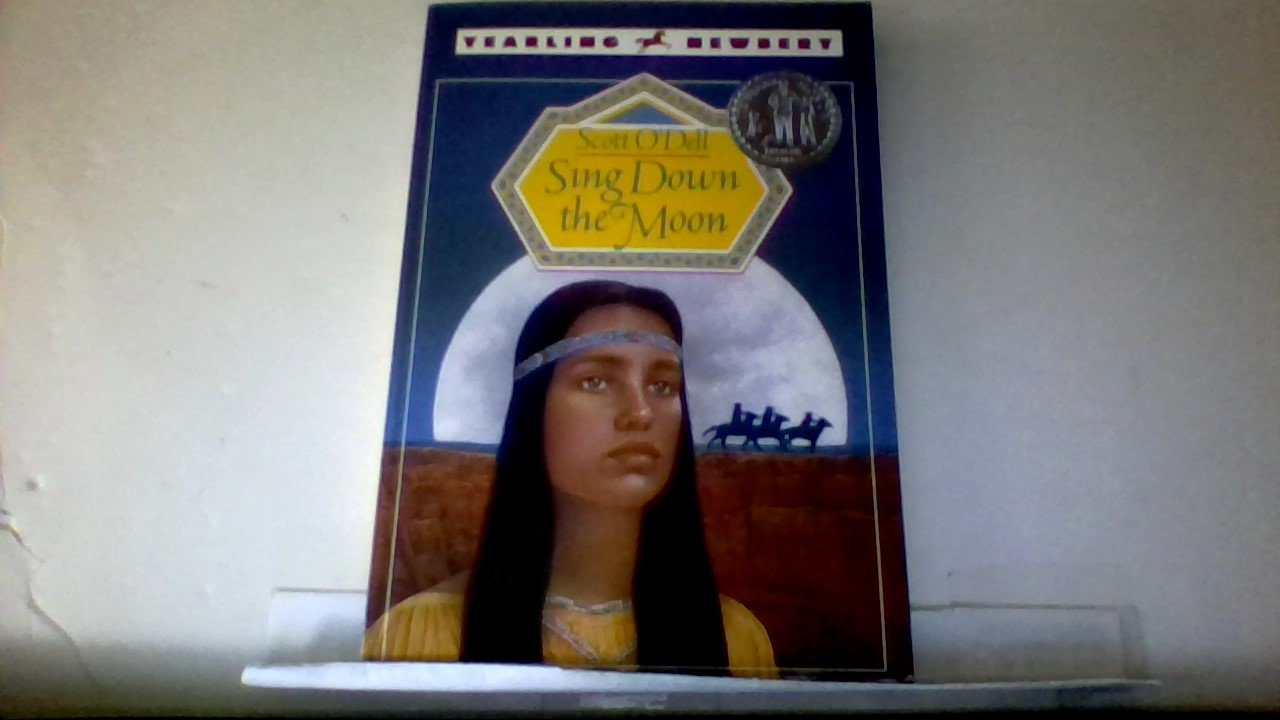 YEARLING NEWBERY
Scott O'Dell
Sing Down
the Moon